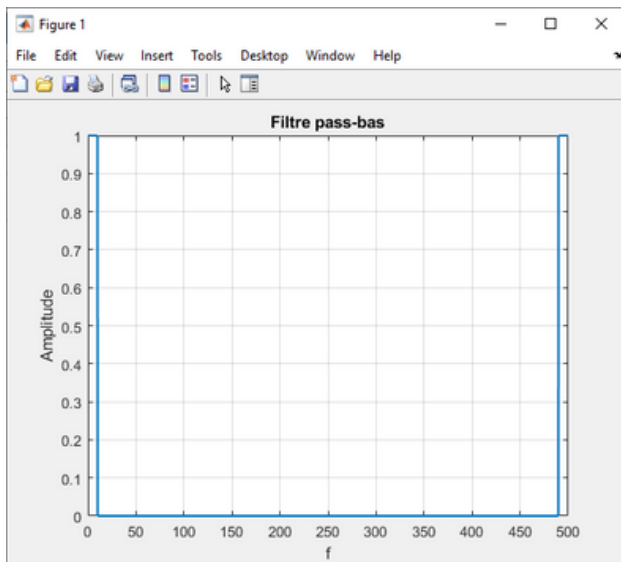 Figure 1
File Edit View Insert Tools Desktop Window Help
Filtre pass-bas
1
0.9
0.8
0.7
0.6
0.5
0.4
0.3
0.2
0.1
0
Amplitude
0 50 100 150 200 250 300 350 400 450 500
f